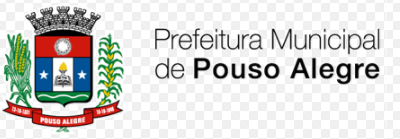 Prefeitura Municipal
de Pouso Alegre
POUSO ALEGRE